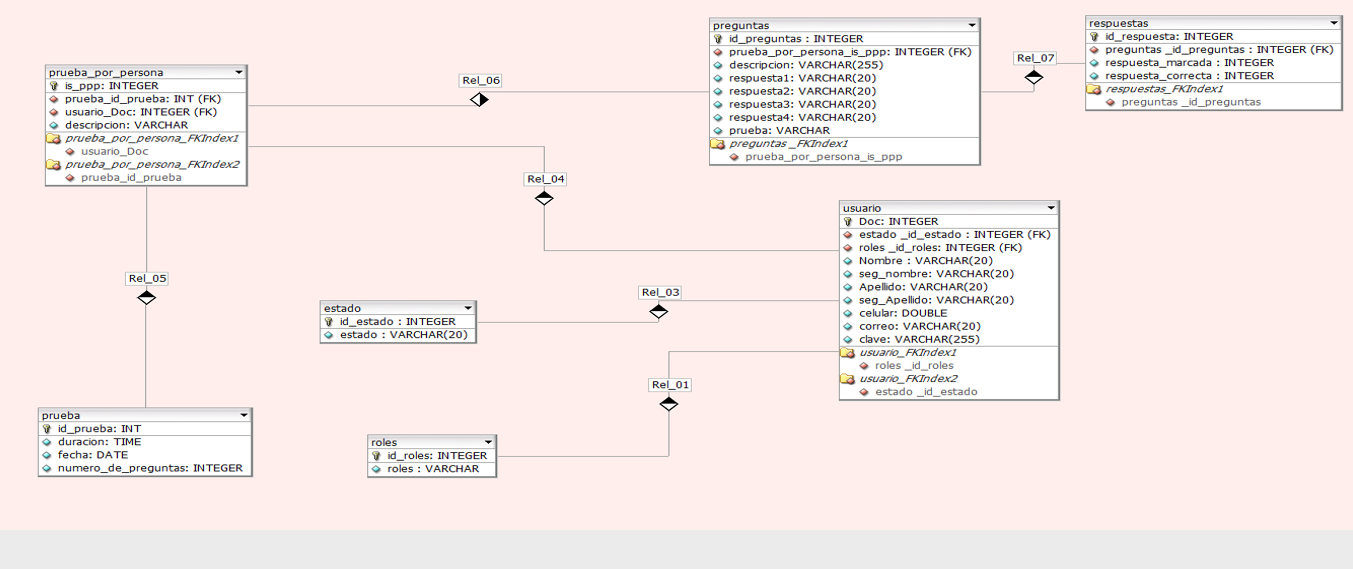 prueba_por_persona
is_ppp: INTEGER
prueba_id_prueba: INT (FK)
usuario_Doc: INTEGER (FK)
descripcion: VARCHAR
prueba_por_persona_FKIndex1
usuario_Doc
prueba_por_persona_FKIndex2
prueba_id_prueba
Rel_06
preguntas
id_preguntas : INTEGER
prueba_por_persona_is_ppp: INTEGER (FK)
descripcion: VARCHAR(255)
respuesta1: VARCHAR(20)
respuesta2: VARCHAR(20)
respuesta3: VARCHAR(20)
respuesta4: VARCHAR(20)
prueba: VARCHAR
preguntas _FKIndex1
prueba_por_persona_is_ppp
Rel_07
respuestas
id_respuesta: INTEGER
preguntas _id_preguntas : INTEGER (FK)
respuesta_marcada : INTEGER
respuesta_correcta : INTEGER
respuestas_FKIndex1
preguntas _id_preguntas
Rel_04
usuario
Doc: INTEGER
estado _id_estado : INTEGER (FK)
roles _id_roles: INTEGER (FK)
Nombre : VARCHAR(20)
seg_nombre: VARCHAR(20)
Apellido: VARCHAR(20)
seg_Apellido: VARCHAR(20)
celular: DOUBLE
correo: VARCHAR(20)
clave: VARCHAR(255)
usuario_FKIndex1
roles _id_roles
usuario_FKIndex2
estado _id_estado
Rel_05
Rel_03
estado
id_estado : INTEGER
estado : VARCHAR(20)
Rel_01
prueba
id_prueba: INT
duracion: TIME
fecha: DATE
numero_de_preguntas: INTEGER
roles
id_roles: INTEGER
roles : VARCHAR